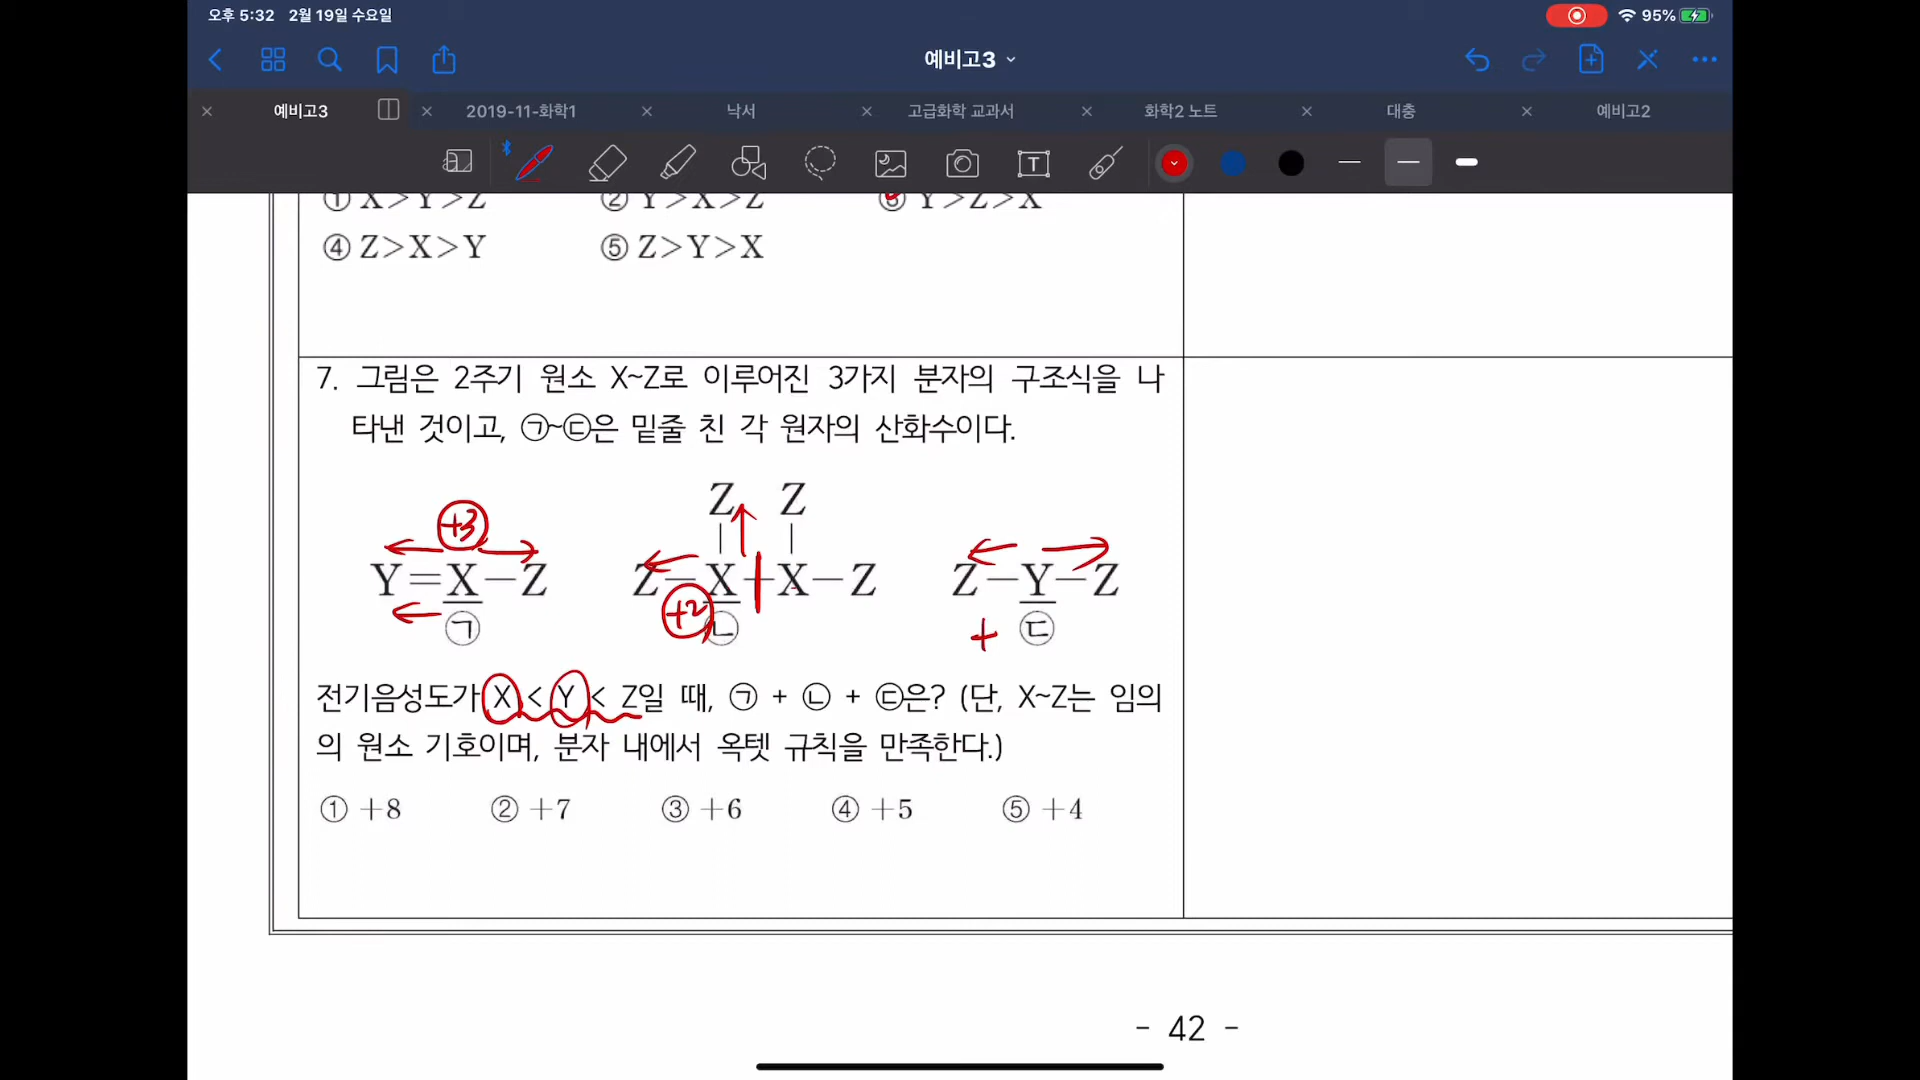 오후 5:32 2월 19일 수요일
95%
예비고3
예비고3
2019-11-화학1
낙서
고급화학 교과서
화학2 노트
대충
예비고2
T
① X>Y>Z ② Y>X>Z ③ Y>Z>X
④ Z>X>Y ⑤ Z>Y>X
7. 그림은 2주기 원소 X~Z로 이루어진 3가지 분자의 구조식을 나
타낸 것이고, ㉠~㉢은 밑줄 친 각 원자의 산화수이다.
Z Z
+3
Y=X-Z Z-X-X-Z Z-Y-Z
+2 +
㉠ ㉡ ㉢
전기음성도가 X < Y < Z일 때, ㉠ + ㉡ + ㉢은? (단, X~Z는 임의
의 원소 기호이며, 분자 내에서 옥텟 규칙을 만족한다.)
① +8 ② +7 ③ +6 ④ +5 ⑤ +4
- 42 -